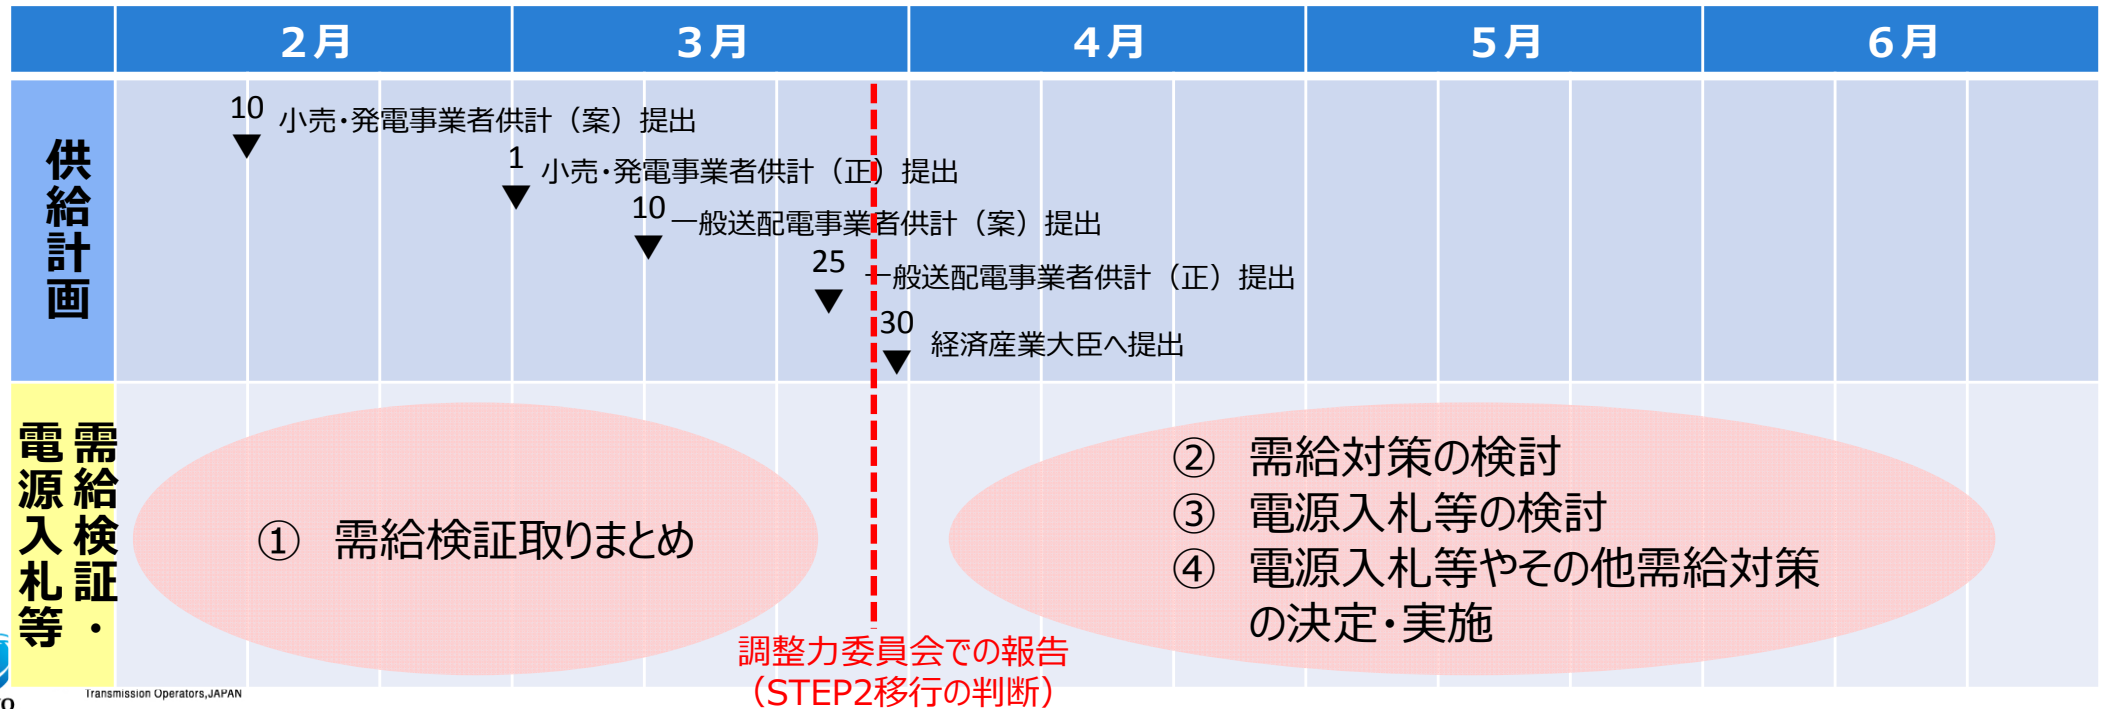 2月
3月
4月
5月
6月
供給計画
10 小売・発電事業者供計（案）提出
1 小売・発電事業者供計（正）提出
10 一般送配電事業者供計（案）提出
25 一般送配電事業者供計（正）提出
30 経済産業大臣へ提出
需給検証・
電源入札等
① 需給検証取りまとめ
② 需給対策の検討
③ 電源入札等の検討
④ 電源入札等やその他需給対策
の決定・実施
調整力委員会での報告
（STEP2移行の判断）
Transmission Operators,JAPAN